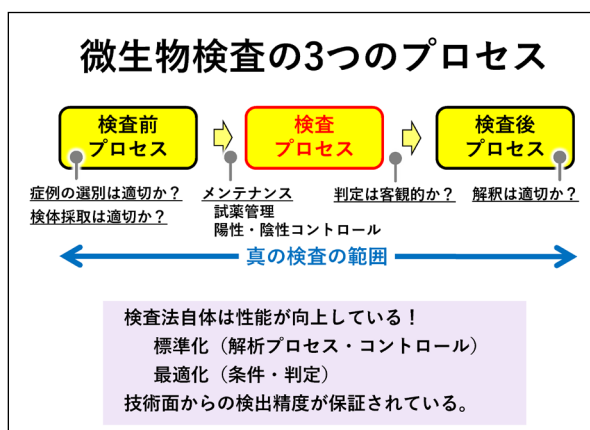 微生物検査の3つのプロセス
検査前
プロセス
検査
プロセス
検査後
プロセス
症例の選別は適切か？
検体採取は適切か？
メンテナンス
試薬管理
陽性・陰性コントロール
判定は客観的か？
解釈は適切か？
真の検査の範囲
検査法自体は性能が向上している！
標準化（解析プロセス・コントロール）
最適化（条件・判定）
技術面からの検出精度が保証されている。